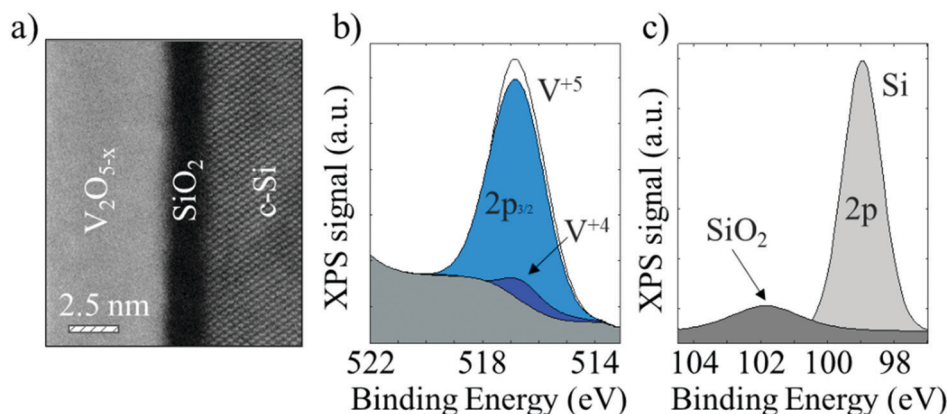 a)
V₂O₅₋ₓ
SiO₂
c-Si
2.5 nm
b)
XPS signal (a.u.)
V⁺⁵
2p₃/₂
V⁺⁴
522
518
514
Binding Energy (eV)
c)
XPS signal (a.u.)
Si
2p
SiO₂
104
102
100
98
Binding Energy (eV)